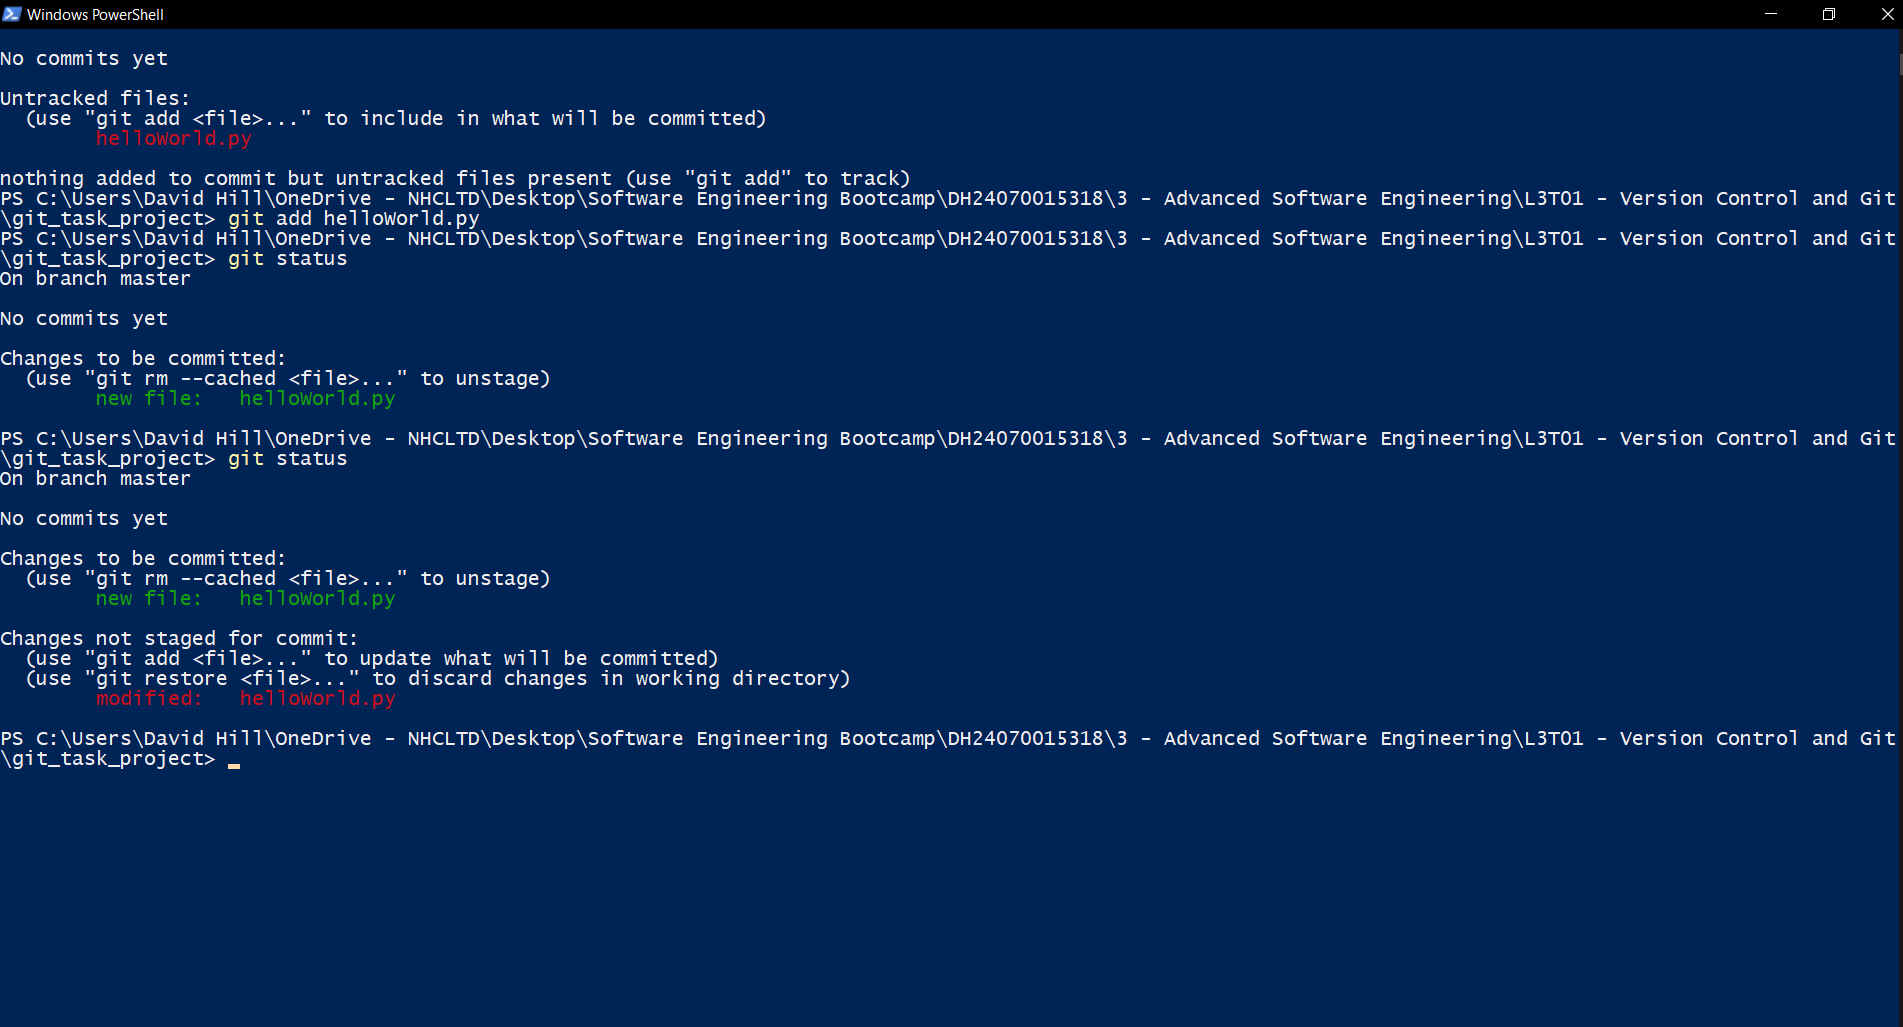 Windows PowerShell
No commits yet
Untracked files:
  (use "git add <file>..." to include in what will be committed)
        helloWorld.py
nothing added to commit but untracked files present (use "git add" to track)
PS C:\Users\David Hill\OneDrive - NHCLTD\Desktop\Software Engineering Bootcamp\DH24070015318\3 - Advanced Software Engineering\L3T01 - Version Control and Git
\git_task_project> git add helloWorld.py
PS C:\Users\David Hill\OneDrive - NHCLTD\Desktop\Software Engineering Bootcamp\DH24070015318\3 - Advanced Software Engineering\L3T01 - Version Control and Git
\git_task_project> git status
On branch master
No commits yet
Changes to be committed:
  (use "git rm --cached <file>..." to unstage)
        new file:   helloWorld.py
PS C:\Users\David Hill\OneDrive - NHCLTD\Desktop\Software Engineering Bootcamp\DH24070015318\3 - Advanced Software Engineering\L3T01 - Version Control and Git
\git_task_project> git status
On branch master
No commits yet
Changes to be committed:
  (use "git rm --cached <file>..." to unstage)
        new file:   helloWorld.py
Changes not staged for commit:
  (use "git add <file>..." to update what will be committed)
  (use "git restore <file>..." to discard changes in working directory)
        modified:   helloWorld.py
PS C:\Users\David Hill\OneDrive - NHCLTD\Desktop\Software Engineering Bootcamp\DH24070015318\3 - Advanced Software Engineering\L3T01 - Version Control and Git
\git_task_project>